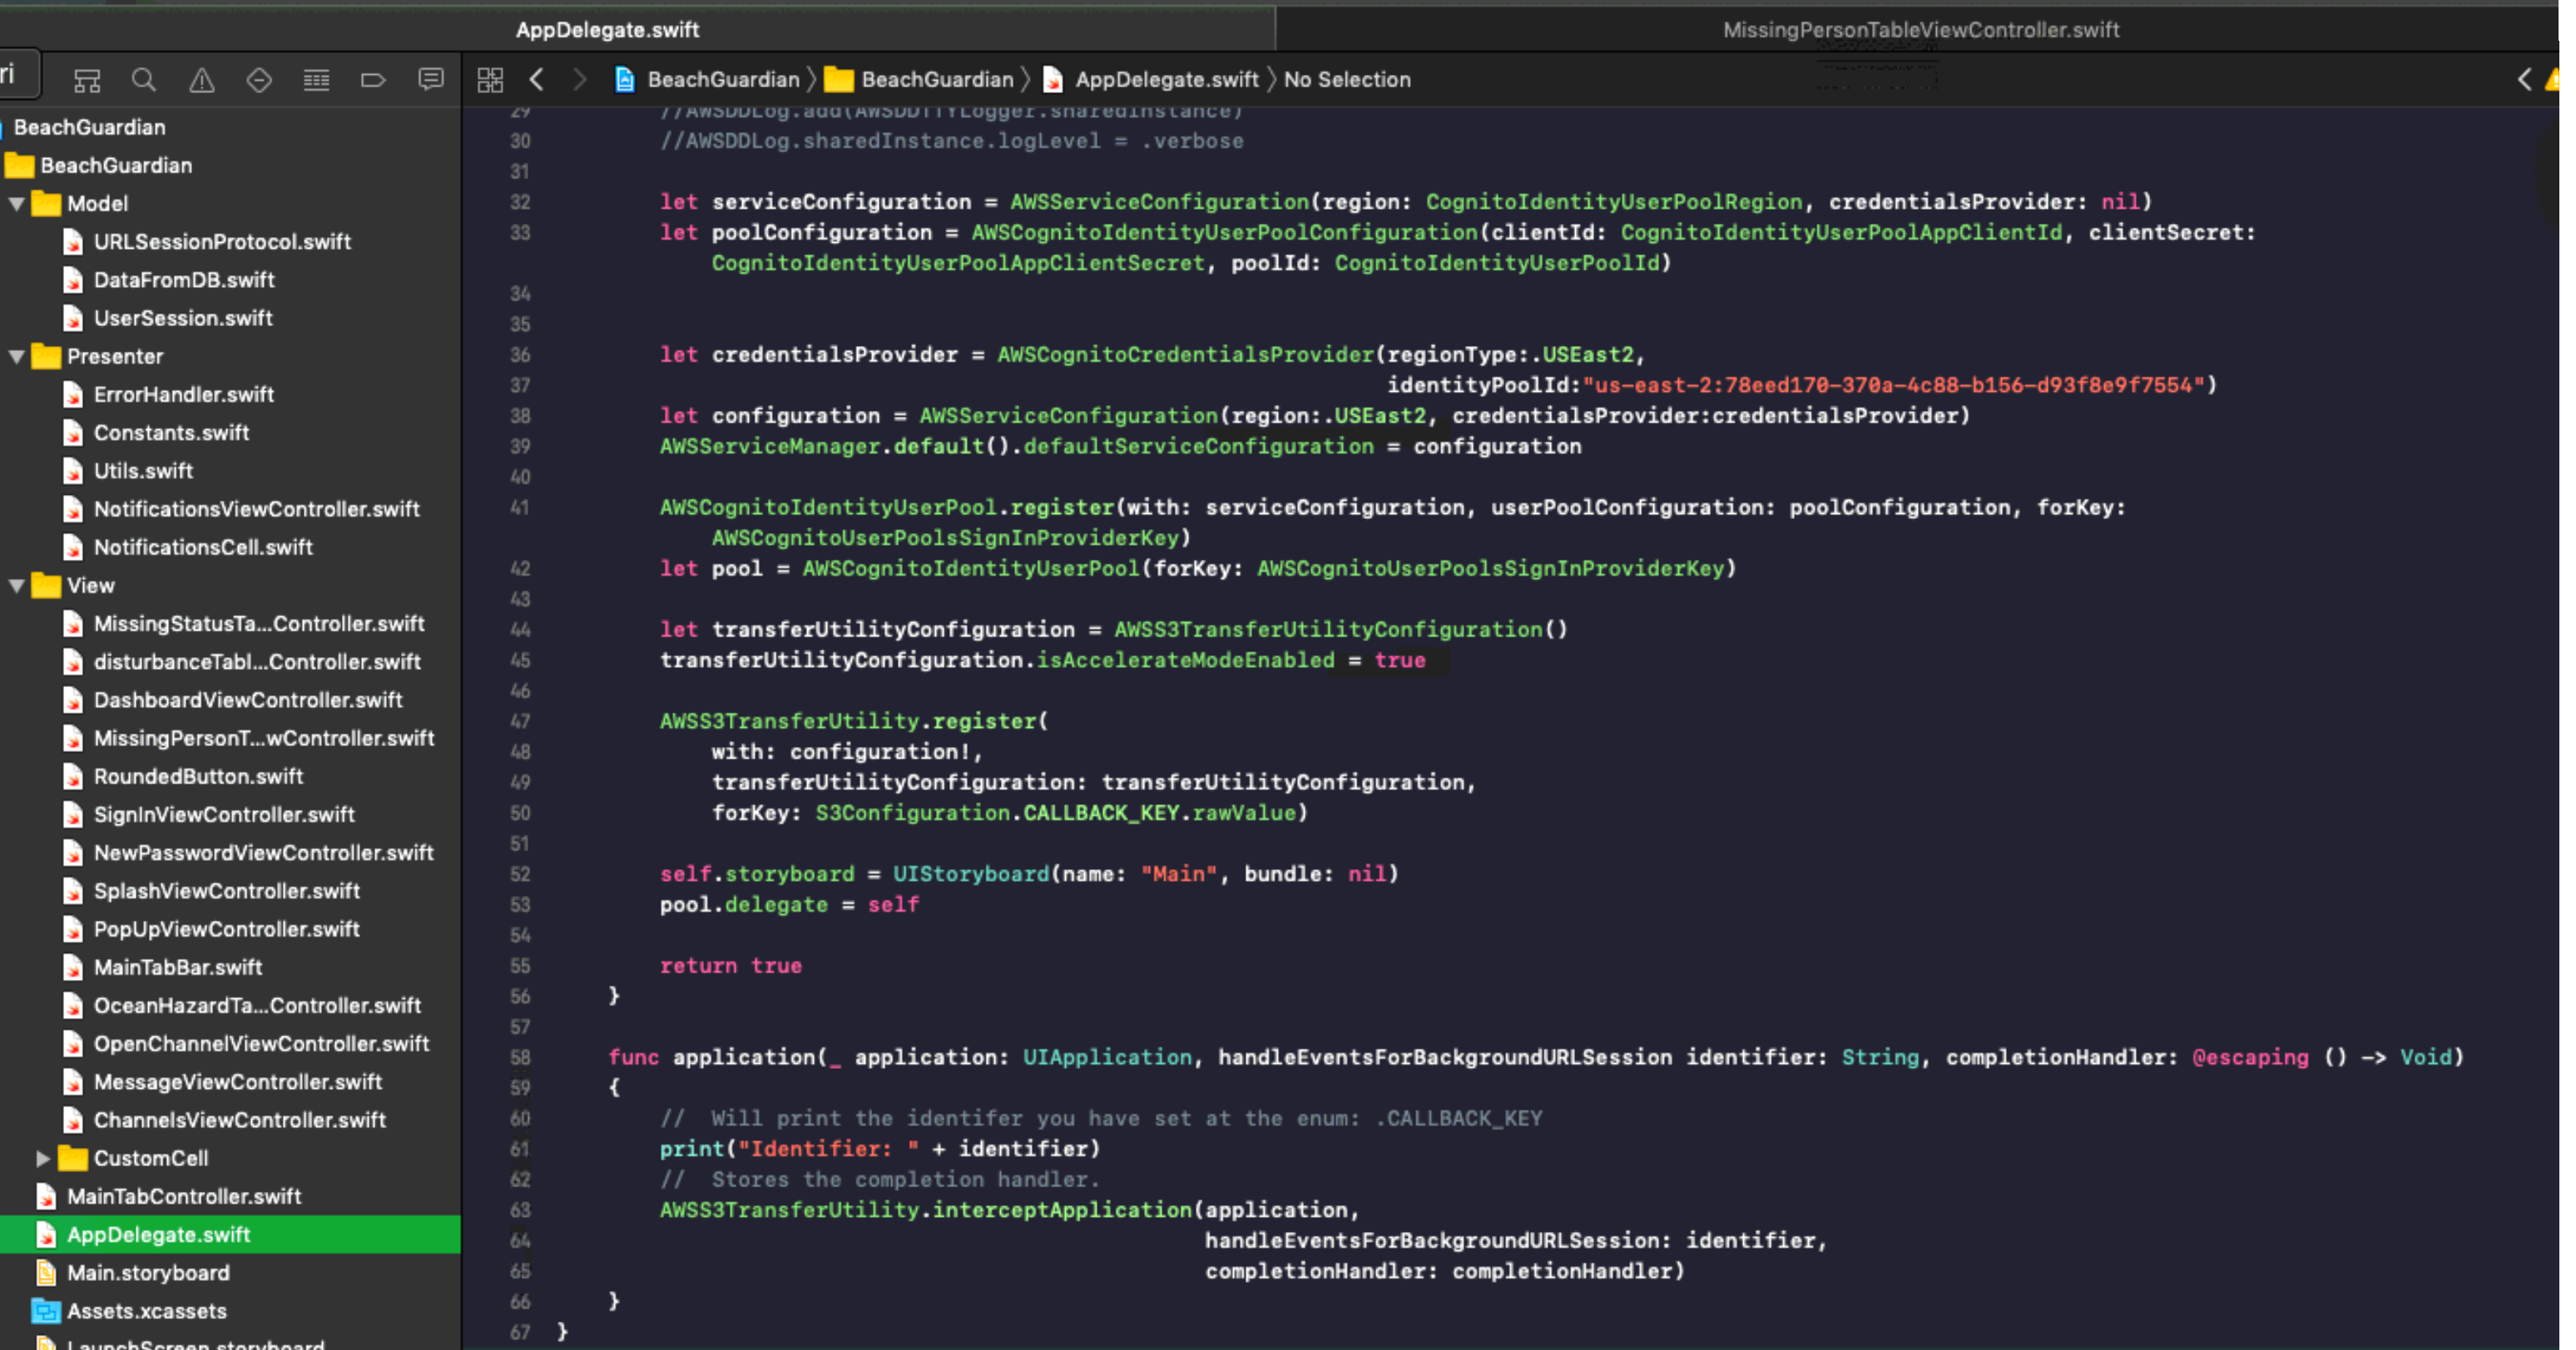 AppDelegate.swift
MissingPersonTableViewController.swift
ri
BeachGuardian
BeachGuardian
AppDelegate.swift
No Selection
BeachGuardian
BeachGuardian
Model
URLSessionProtocol.swift
DataFromDB.swift
UserSession.swift
Presenter
ErrorHandler.swift
Constants.swift
Utils.swift
NotificationsViewController.swift
NotificationsCell.swift
View
MissingStatusTa...Controller.swift
disturbanceTabl...Controller.swift
DashboardViewController.swift
MissingPersonT...wController.swift
RoundedButton.swift
SignInViewController.swift
NewPasswordViewController.swift
SplashViewController.swift
PopUpViewController.swift
MainTabBar.swift
OceanHazardTa...Controller.swift
OpenChannelViewController.swift
MessageViewController.swift
ChannelsViewController.swift
CustomCell
MainTabController.swift
AppDelegate.swift
Main.storyboard
Assets.xcassets
LaunchScreen.storyboard
29 //AWSDDLog.add(AWSDDTTYLogger.sharedInstance)
30 //AWSDDLog.sharedInstance.logLevel = .verbose
31
32 let serviceConfiguration = AWSServiceConfiguration(region: CognitoIdentityUserPoolRegion, credentialsProvider: nil)
33 let poolConfiguration = AWSCognitoIdentityUserPoolConfiguration(clientId: CognitoIdentityUserPoolAppClientId, clientSecret:
CognitoIdentityUserPoolAppClientSecret, poolId: CognitoIdentityUserPoolId)
34
35
36 let credentialsProvider = AWSCognitoCredentialsProvider(regionType:.USEast2,
37 identityPoolId:"us-east-2:78eed170-370a-4c88-b156-d93f8e9f7554")
38 let configuration = AWSServiceConfiguration(region:.USEast2, credentialsProvider:credentialsProvider)
39 AWSServiceManager.default().defaultServiceConfiguration = configuration
40
41 AWSCognitoIdentityUserPool.register(with: serviceConfiguration, userPoolConfiguration: poolConfiguration, forKey:
AWSCognitoUserPoolsSignInProviderKey)
42 let pool = AWSCognitoIdentityUserPool(forKey: AWSCognitoUserPoolsSignInProviderKey)
43
44 let transferUtilityConfiguration = AWSS3TransferUtilityConfiguration()
45 transferUtilityConfiguration.isAccelerateModeEnabled = true
46
47 AWSS3TransferUtility.register(
48 with: configuration!,
49 transferUtilityConfiguration: transferUtilityConfiguration,
50 forKey: S3Configuration.CALLBACK_KEY.rawValue)
51
52 self.storyboard = UIStoryboard(name: "Main", bundle: nil)
53 pool.delegate = self
54
55 return true
56 }
57
58 func application(_ application: UIApplication, handleEventsForBackgroundURLSession identifier: String, completionHandler: @escaping () -> Void)
59 {
60 // Will print the identifer you have set at the enum: .CALLBACK_KEY
61 print("Identifier: " + identifier)
62 // Stores the completion handler.
63 AWSS3TransferUtility.interceptApplication(application,
64 handleEventsForBackgroundURLSession: identifier,
65 completionHandler: completionHandler)
66 }
67 }